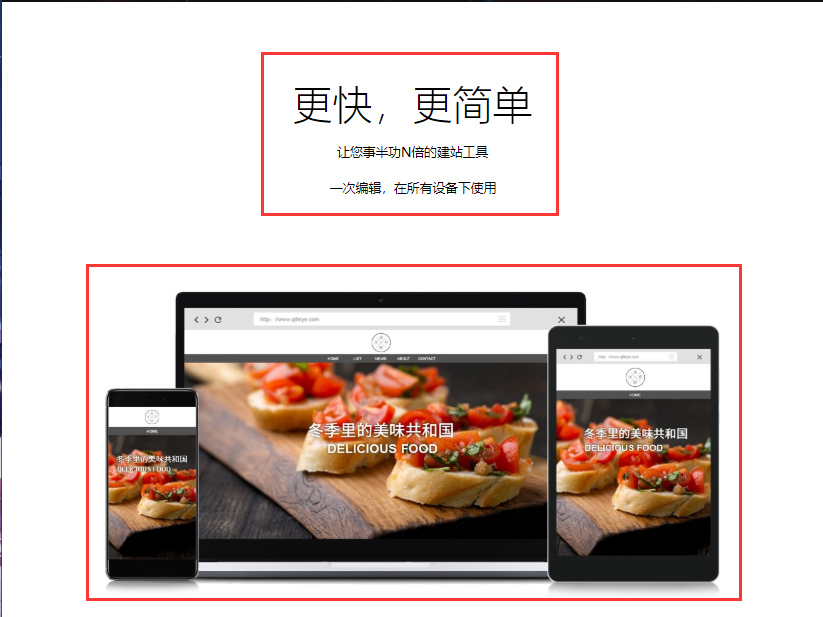 更快，更简单
让您事半功N倍的建站工具
一次编辑，在所有设备下使用
http: //www.qifeiye.com
HOME LIST NEWS ABOUT CONTACT
冬季里的美味共和国
DELICIOUS FOOD
http: //www.qifeiye.com
HOME
冬季里的美味共和国
DELICIOUS FOOD
HOME
冬季里的美味共和国
DELICIOUS FOOD